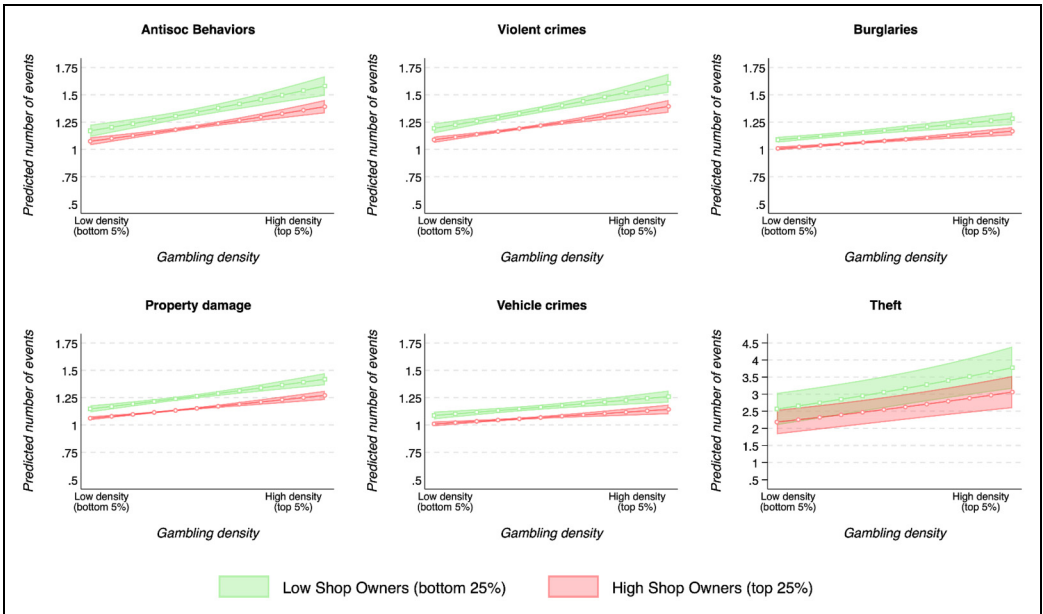 Antisoc Behaviors
Violent crimes
Burglaries
Predicted number of events
1.75
1.5
1.25
1
.75
.5
Low density
(bottom 5%)
High density
(top 5%)
Gambling density
Predicted number of events
1.75
1.5
1.25
1
.75
.5
Low density
(bottom 5%)
High density
(top 5%)
Gambling density
Predicted number of events
1.75
1.5
1.25
1
.75
.5
Low density
(bottom 5%)
High density
(top 5%)
Gambling density
Property damage
Vehicle crimes
Theft
Predicted number of events
1.75
1.5
1.25
1
.75
.5
Low density
(bottom 5%)
High density
(top 5%)
Gambling density
Predicted number of events
1.75
1.5
1.25
1
.75
.5
Low density
(bottom 5%)
High density
(top 5%)
Gambling density
Predicted number of events
4.5
4
3.5
3
2.5
2
1.5
1
.5
Low density
(bottom 5%)
High density
(top 5%)
Gambling density
Low Shop Owners (bottom 25%)
High Shop Owners (top 25%)